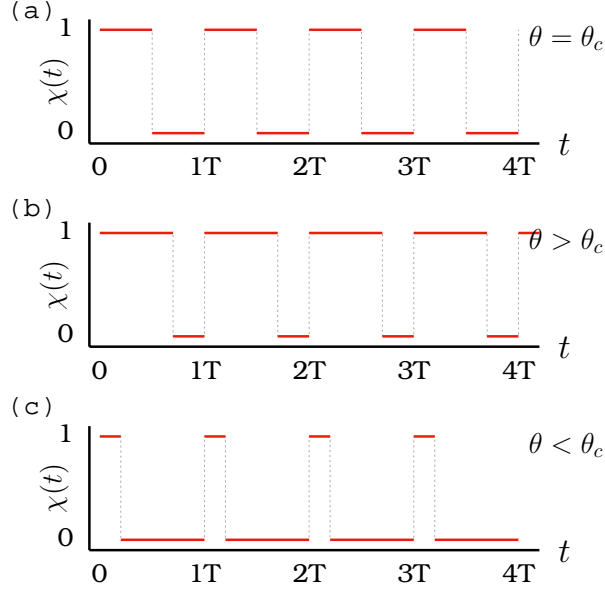 (a)
1
χ(t)
0
θ = θ_c
0 1T 2T 3T 4T t
(b)
1
χ(t)
0
θ > θ_c
0 1T 2T 3T 4T t
(c)
1
χ(t)
0
θ < θ_c
0 1T 2T 3T 4T t